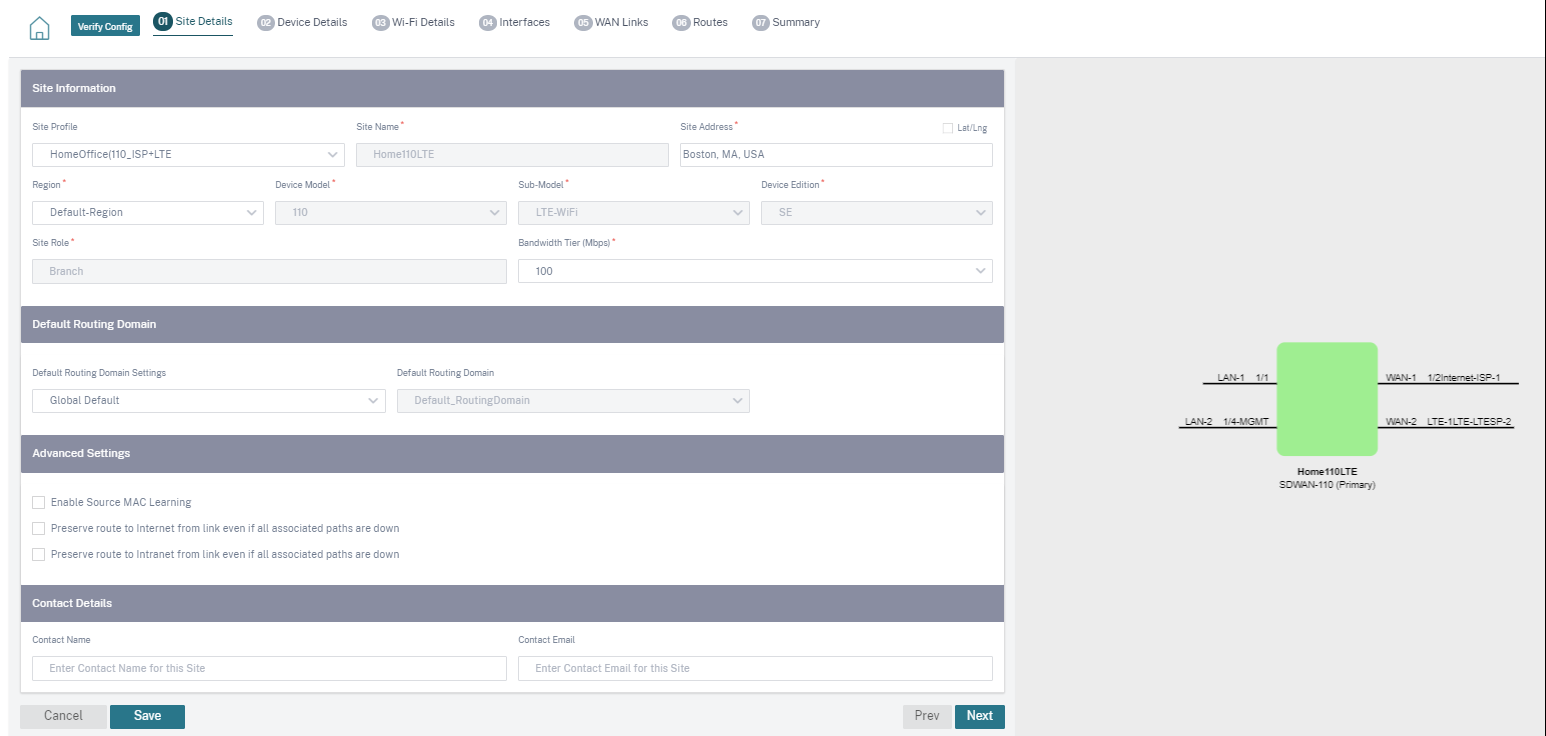 Verify Config
01 Site Details
02 Device Details
03 Wi-Fi Details
04 Interfaces
05 WAN Links
06 Routes
07 Summary
Site Information
Site Profile
Site Name *
Site Address *
Lat/Lng
HomeOffice(110_ISP+LTE
Home110LTE
Boston, MA, USA
Region *
Device Model *
Sub-Model *
Device Edition *
Default-Region
110
LTE-WiFi
SE
Site Role *
Bandwidth Tier (Mbps) *
Branch
100
Default Routing Domain
Default Routing Domain Settings
Default Routing Domain
Global Default
Default_RoutingDomain
Advanced Settings
Enable Source MAC Learning
Preserve route to Internet from link even if all associated paths are down
Preserve route to Intranet from link even if all associated paths are down
Contact Details
Contact Name
Contact Email
Enter Contact Name for this Site
Enter Contact Email for this Site
Cancel
Save
Prev
Next
LAN-1 1/1
WAN-1 1/2Internet-ISP-1
LAN-2 1/4-MGMT
WAN-2 LTE-1LTE-LTESP-2
Home110LTE
SDWAN-110 (Primary)